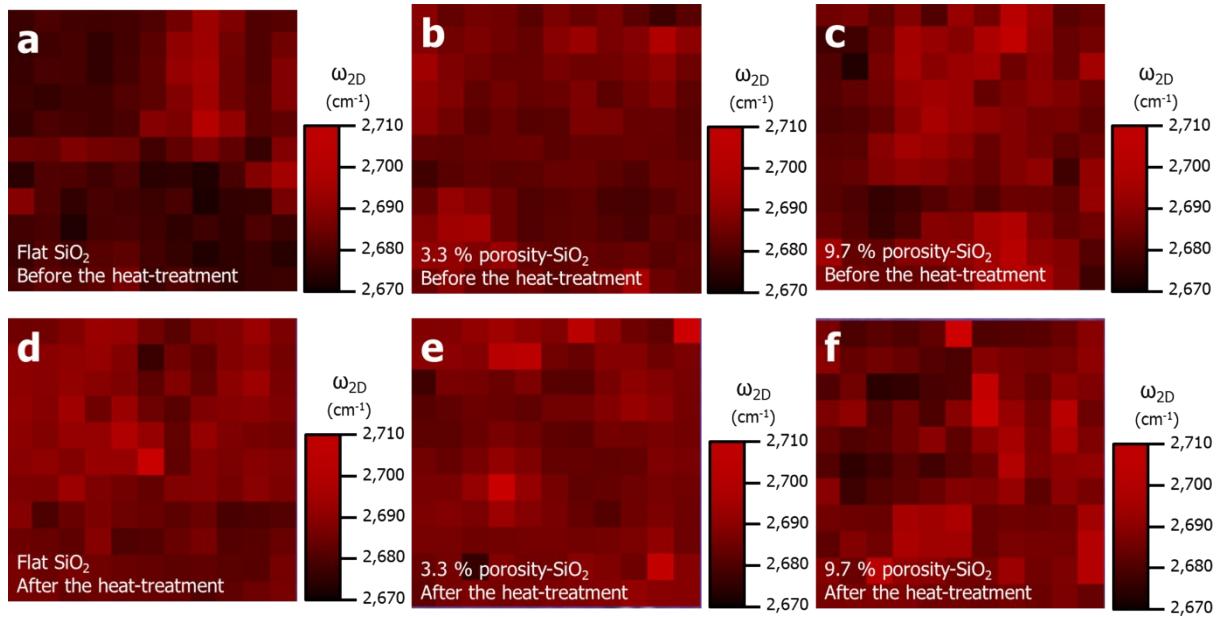 a
ω2D
(cm-1)
2,710
2,700
2,690
2,680
2,670
Flat SiO2
Before the heat-treatment
b
ω2D
(cm-1)
2,710
2,700
2,690
2,680
2,670
3.3 % porosity-SiO2
Before the heat-treatment
c
ω2D
(cm-1)
2,710
2,700
2,690
2,680
2,670
9.7 % porosity-SiO2
Before the heat-treatment
d
ω2D
(cm-1)
2,710
2,700
2,690
2,680
2,670
Flat SiO2
After the heat-treatment
e
ω2D
(cm-1)
2,710
2,700
2,690
2,680
2,670
3.3 % porosity-SiO2
After the heat-treatment
f
ω2D
(cm-1)
2,710
2,700
2,690
2,680
2,670
9.7 % porosity-SiO2
After the heat-treatment